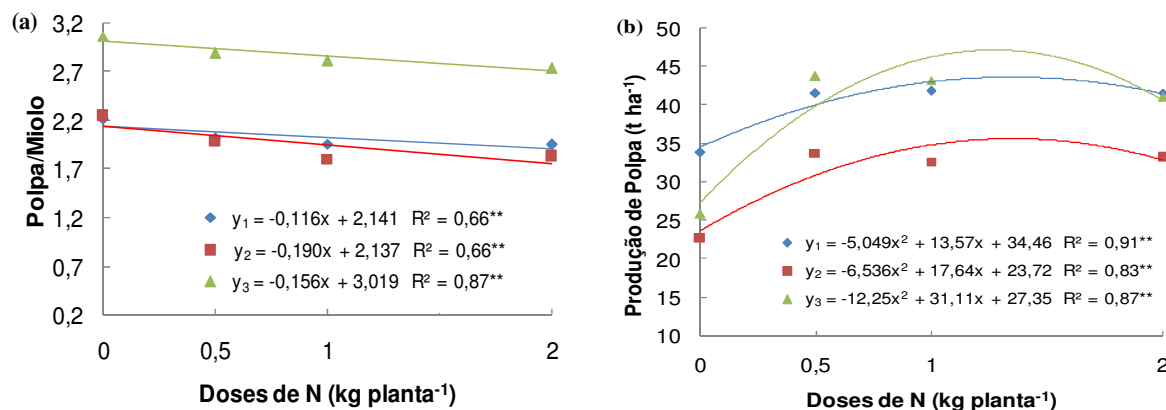 (a)
3,2
2,7
2,2
1,7
1,2
0,7
0,2
Polpa/Miolo
y₁ = -0,116x + 2,141 R² = 0,66**
y₂ = -0,190x + 2,137 R² = 0,66**
y₃ = -0,156x + 3,019 R² = 0,87**
0 0,5 1 2
Doses de N (kg planta⁻¹)
(b)
50
45
40
35
30
25
20
15
10
Produção de Polpa (t ha⁻¹)
y₁ = -5,049x² + 13,57x + 34,46 R² = 0,91**
y₂ = -6,536x² + 17,64x + 23,72 R² = 0,83**
y₃ = -12,25x² + 31,11x + 27,35 R² = 0,87**
0 0,5 1 2
Doses de N (kg planta⁻¹)